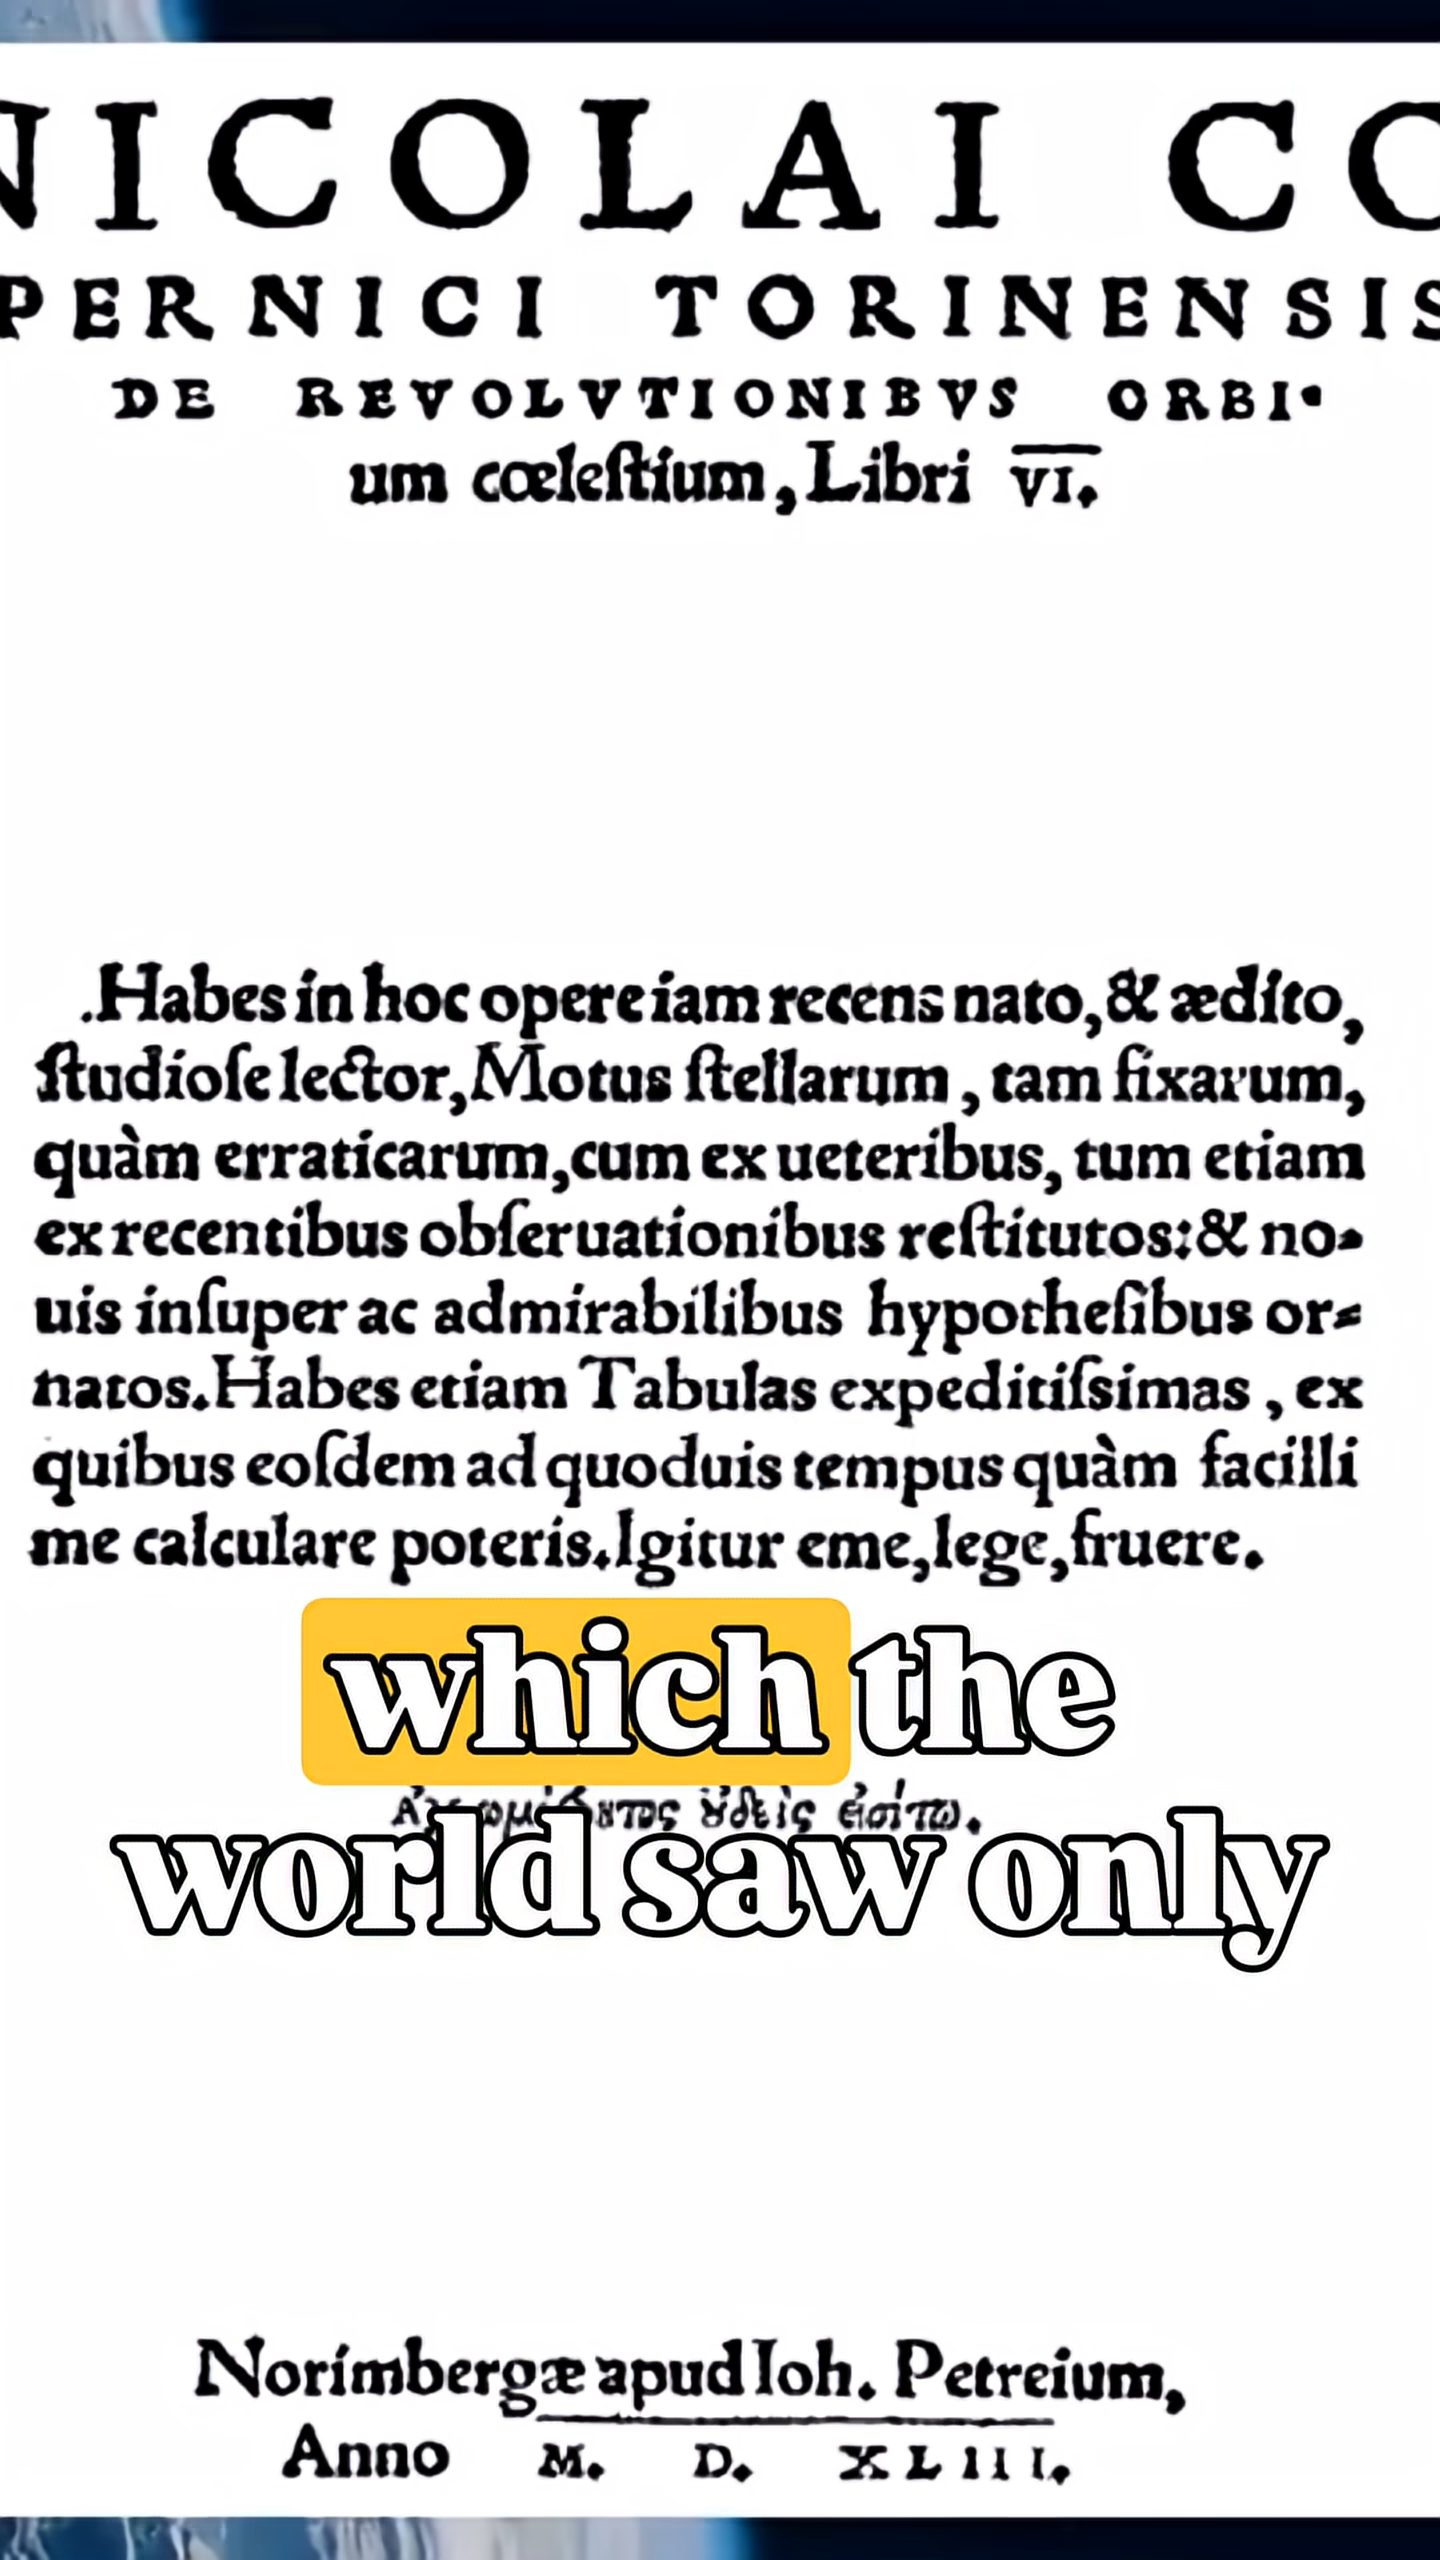 NICOLAI CO
PERNICI TORINENSIS
DE REVOLVTIONIBVS ORBI⸗
um cœleſtium, Libri VI.
Habes in hoc opere iam recens nato, & ædito,
ſtudioſe lector, Motus ſtellarum, tam fixarum,
quàm erraticarum, cum ex ueteribus, tum etiam
ex recentibus obſeruationibus reſtitutos: & no⸗
uis inſuper ac admirabilibus hypotheſibus or⸗
natos. Habes etiam Tabulas expeditiſsimas, ex
quibus eoſdem ad quoduis tempus quàm facilli
me calculare poteris. Igitur eme, lege, fruere.
which the
οὐδεὶς εἰσίτω.
world saw only
Norimbergæ apud Ioh. Petreium,
Anno M. D. XLIII.